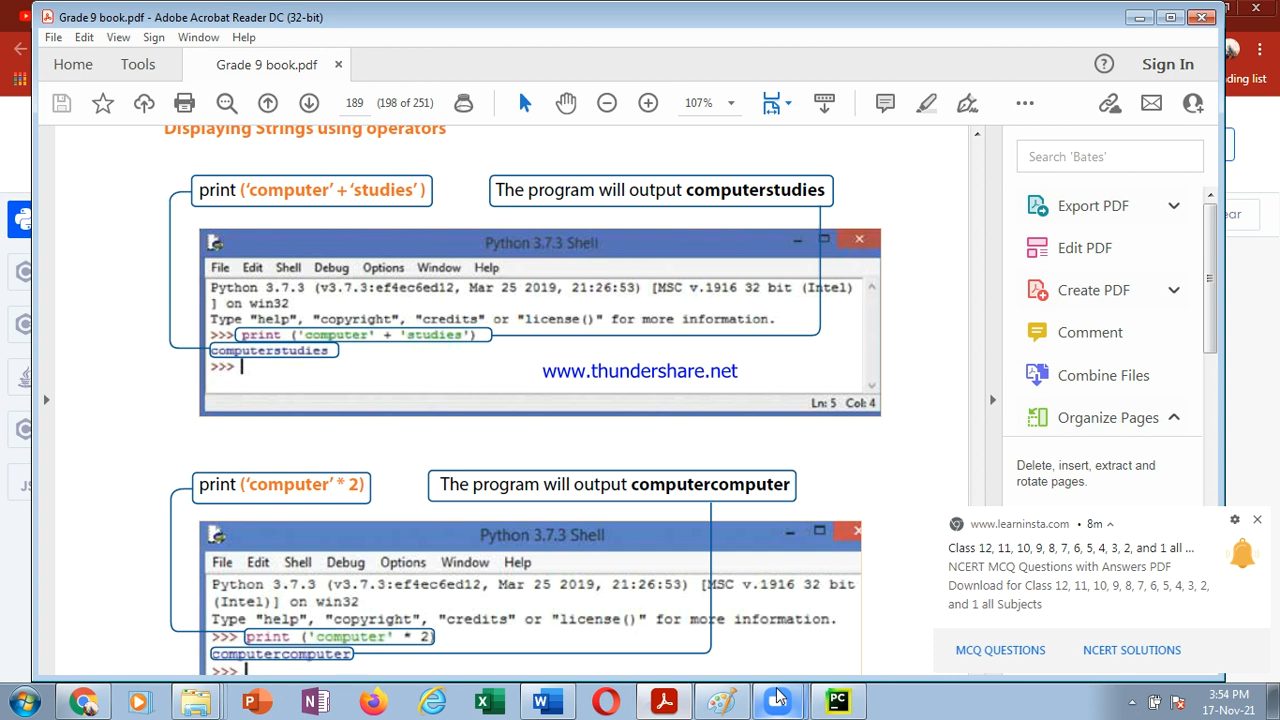 Grade 9 book.pdf - Adobe Acrobat Reader DC (32-bit)
File Edit View Sign Window Help
Home Tools Grade 9 book.pdf × Sign In
189 (198 of 251) 107%
ding list
Displaying Strings using operators
print (‘computer’ + ‘studies’ )
The program will output computerstudies
Python 3.7.3 Shell
File Edit Shell Debug Options Window Help
Python 3.7.3 (v3.7.3:ef4ec6ed12, Mar 25 2019, 21:26:53) [MSC v.1916 32 bit (Intel)
] on win32
Type "help", "copyright", "credits" or "license()" for more information.
>>> print ('computer' + 'studies')
computerstudies
>>>
www.thundershare.net
Ln: 5 Col: 4
print (‘computer’ * 2)
The program will output computercomputer
Python 3.7.3 Shell
File Edit Shell Debug Options Window Help
Python 3.7.3 (v3.7.3:ef4ec6ed12, Mar 25 2019, 21:26:53) [MSC v.1916 32 bit
(Intel)] on win32
Type "help", "copyright", "credits" or "license()" for more information.
>>> print ('computer' * 2)
computercomputer
>>>
Search 'Bates'
Export PDF
Edit PDF
Create PDF
Comment
Combine Files
Organize Pages
Delete, insert, extract and
rotate pages.
ear
JS
www.learninsta.com • 8m
Class 12, 11, 10, 9, 8, 7, 6, 5, 4, 3, 2, and 1 all ...
NCERT MCQ Questions with Answers PDF
Download for Class 12, 11, 10, 9, 8, 7, 6, 5, 4, 3, 2,
and 1 all Subjects
MCQ QUESTIONS NCERT SOLUTIONS
3:54 PM
17-Nov-21